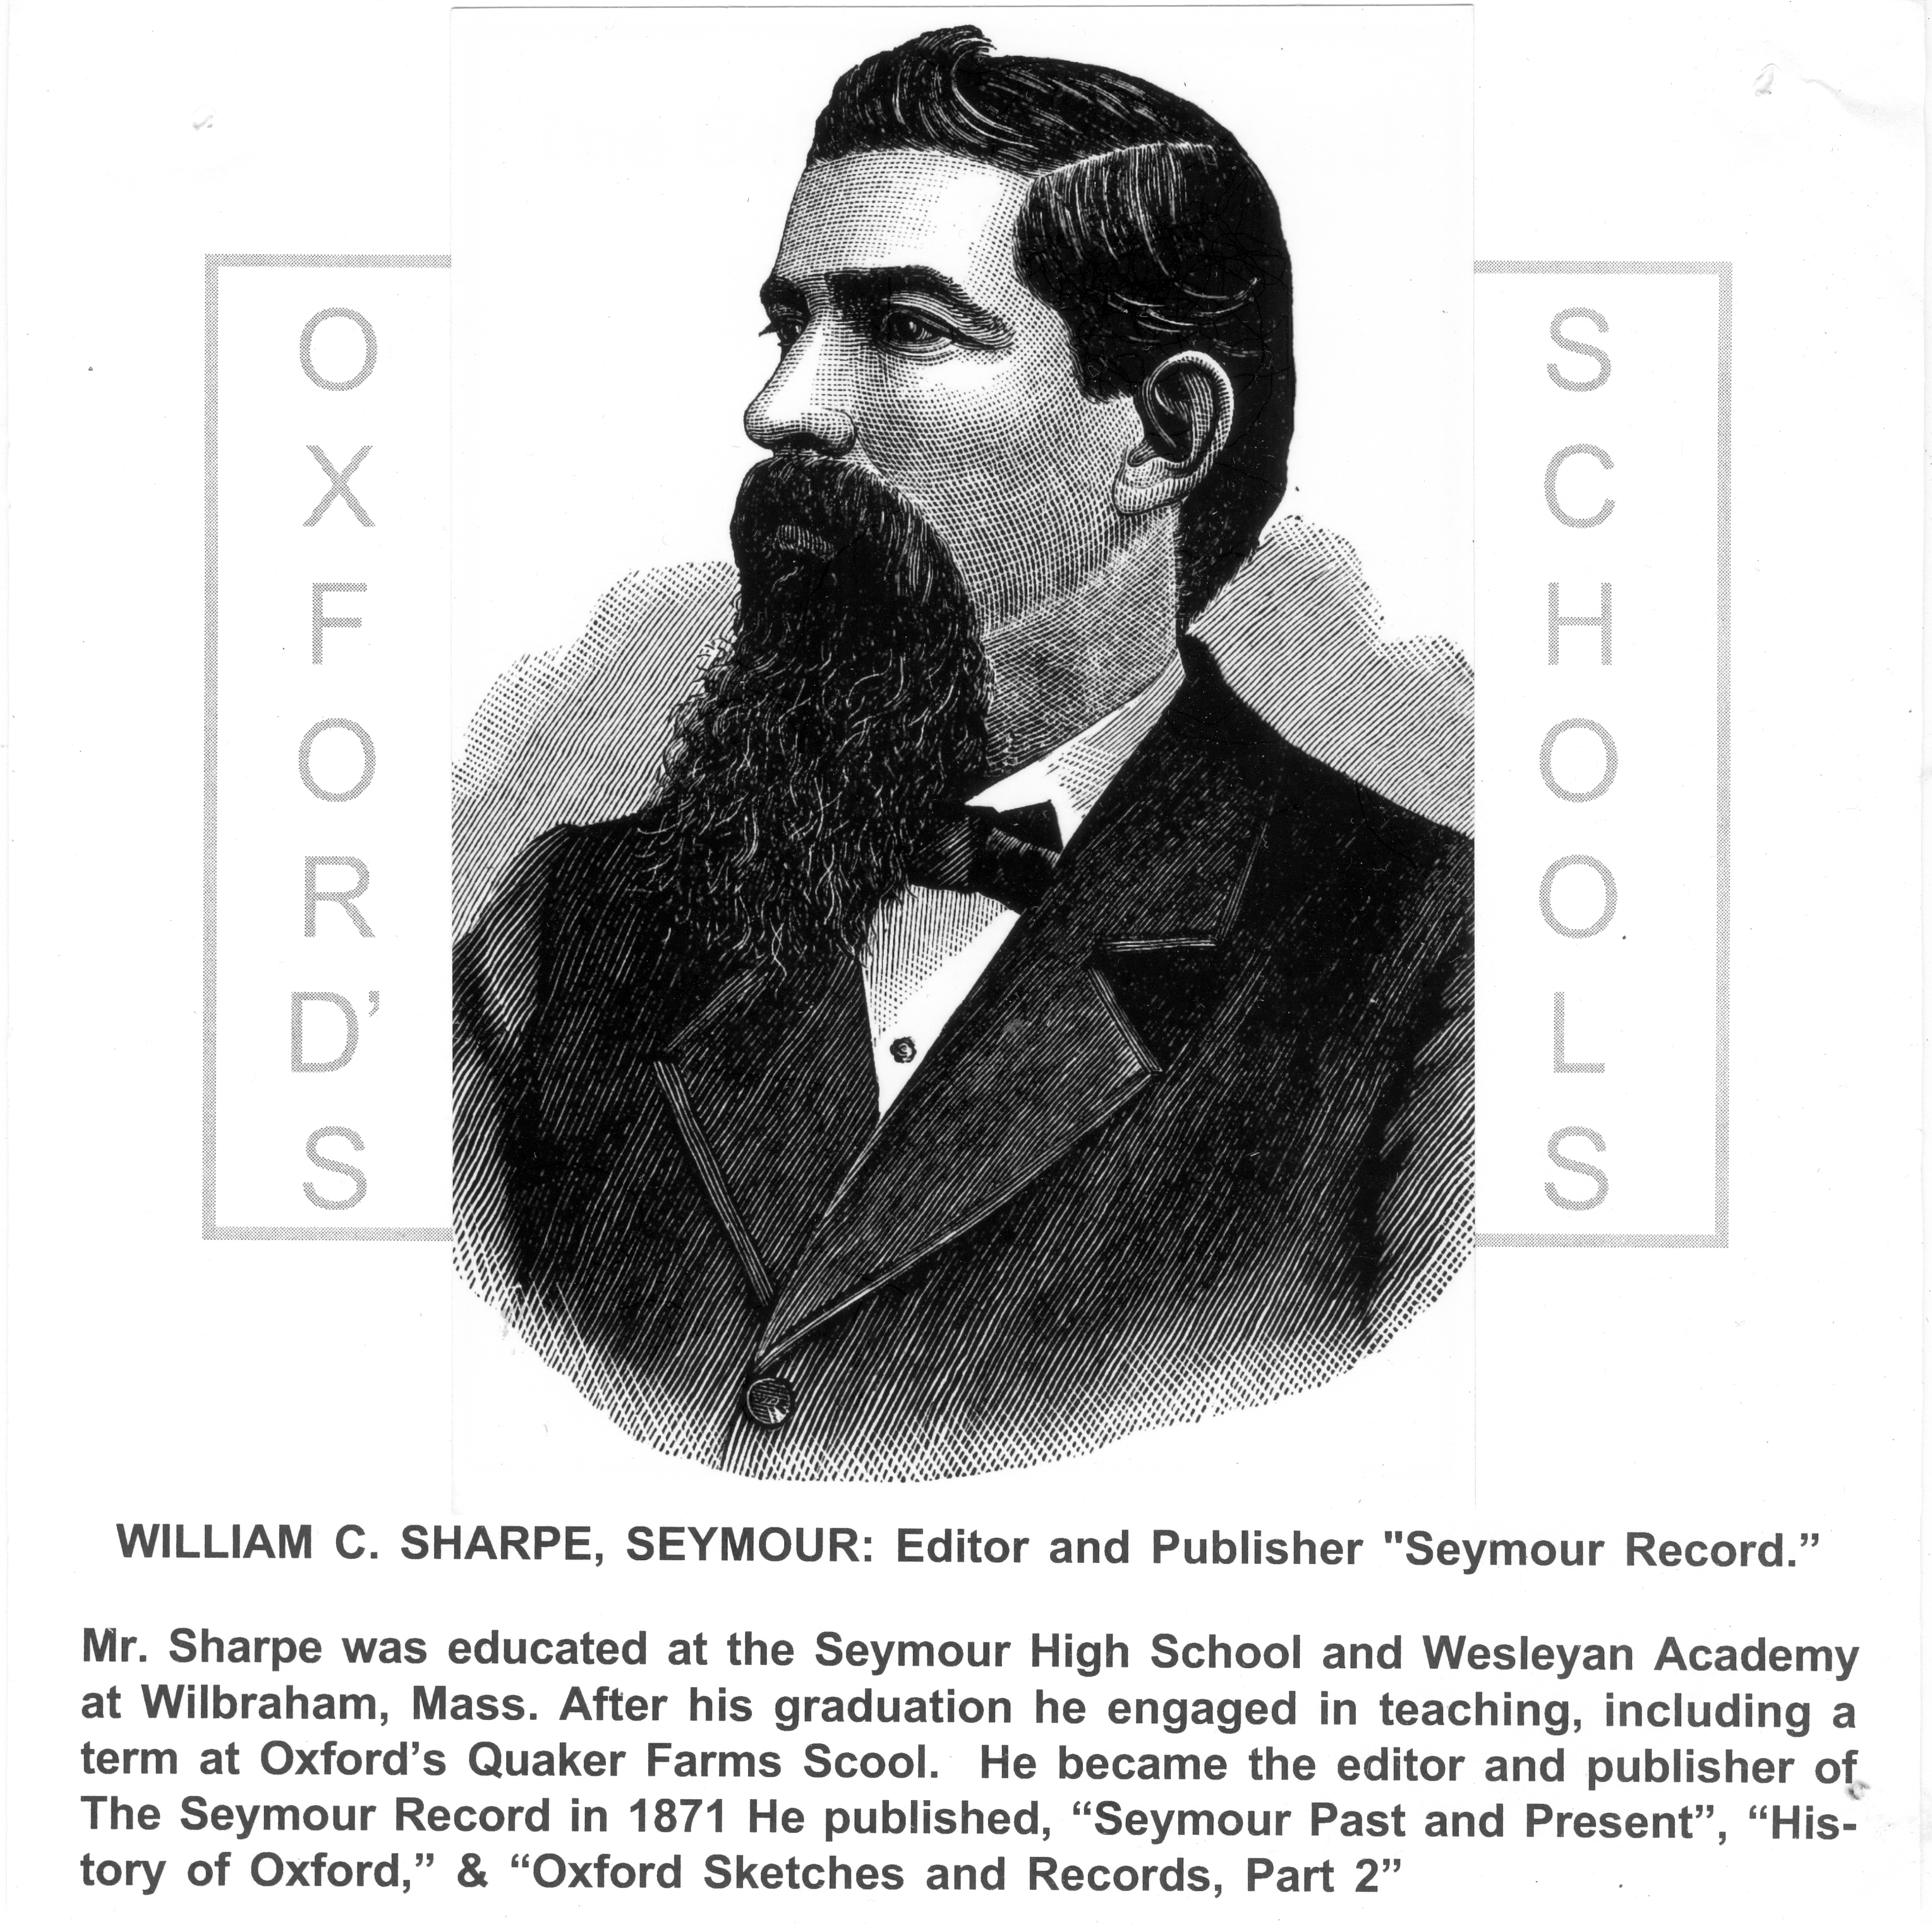 OXFORD'S
SCHOOLS
WILLIAM C. SHARPE, SEYMOUR: Editor and Publisher "Seymour Record.”
Mr. Sharpe was educated at the Seymour High School and Wesleyan Academy
at Wilbraham, Mass. After his graduation he engaged in teaching, including a
term at Oxford’s Quaker Farms Scool. He became the editor and publisher of
The Seymour Record in 1871 He published, “Seymour Past and Present”, “His-
tory of Oxford,” & “Oxford Sketches and Records, Part 2”